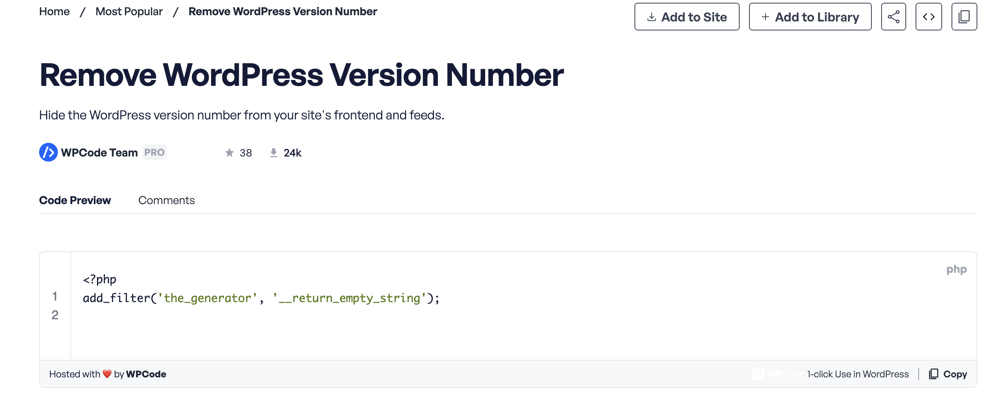 Home / Most Popular / Remove WordPress Version Number
Add to Site
+ Add to Library
Remove WordPress Version Number
Hide the WordPress version number from your site's frontend and feeds.
WPCode Team PRO
38
24k
Code Preview
Comments
php
<?php
1 add_filter('the_generator', '__return_empty_string');
2
Hosted with ❤️ by WPCode
WPCode 1-click Use in WordPress | Copy